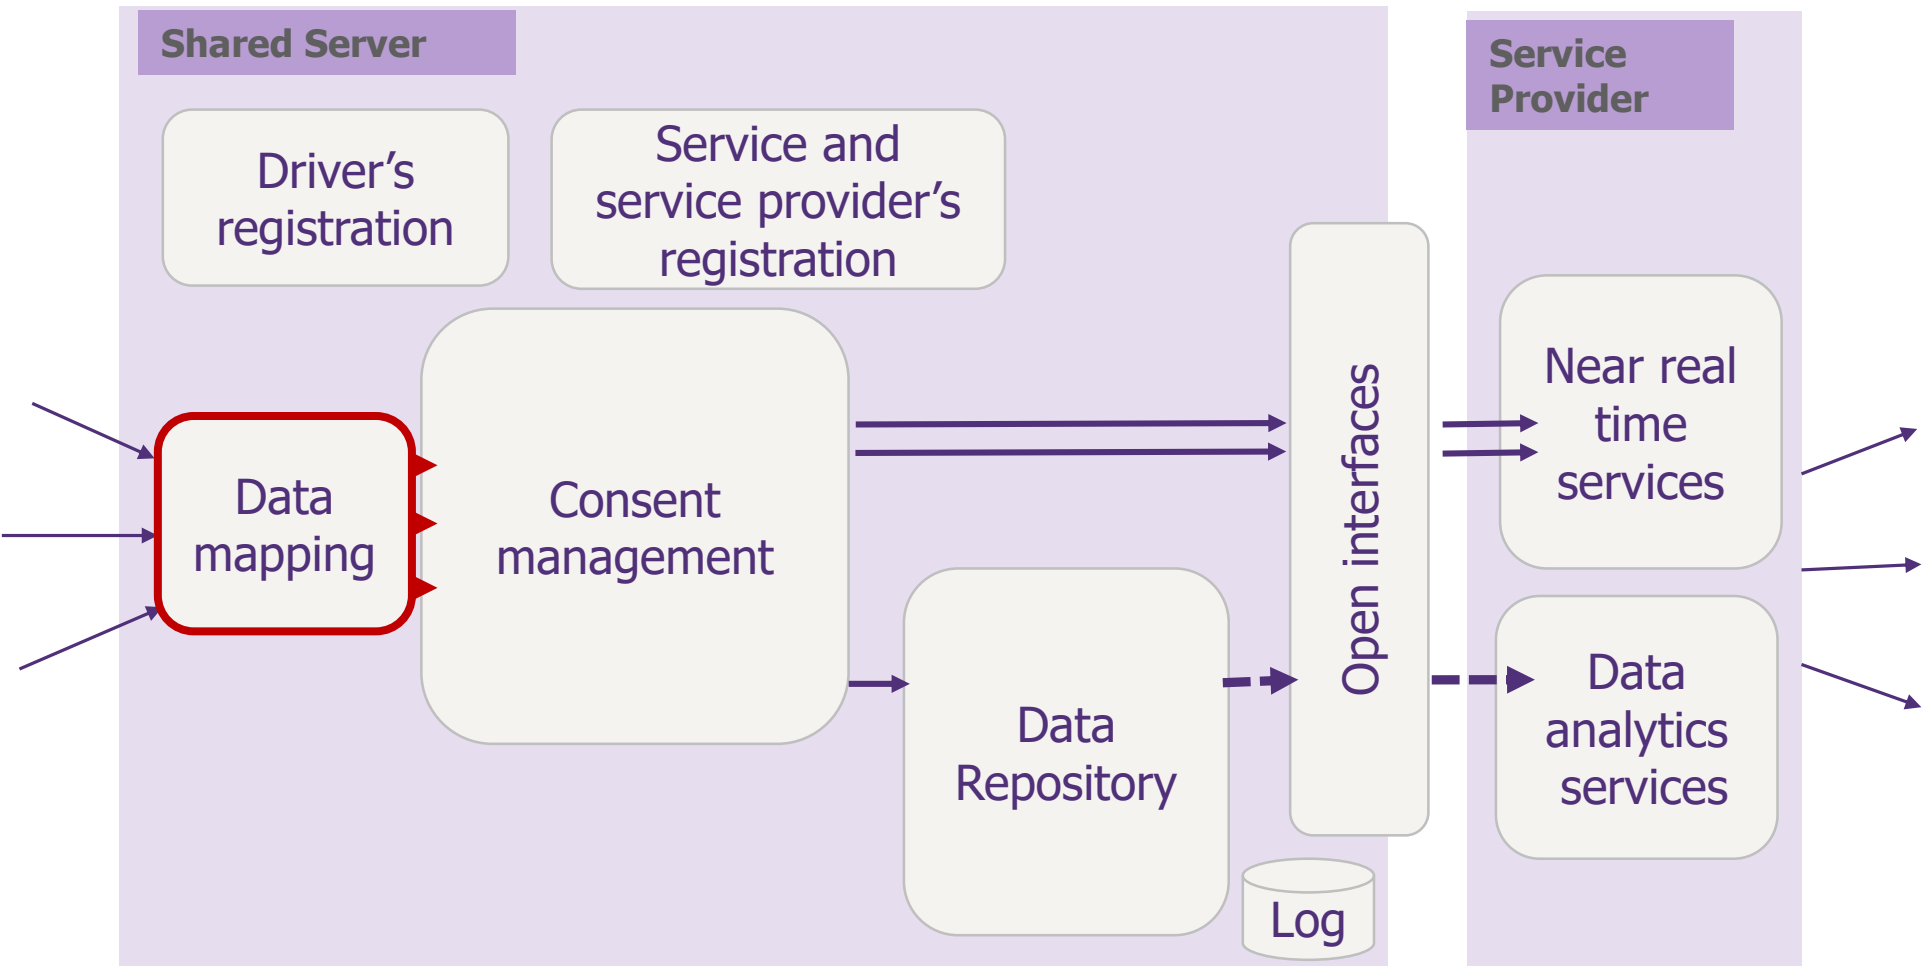 Shared Server
Service
Provider
Driver’s
registration
Service and
service provider’s
registration
Data
mapping
Consent
management
Data
Repository
Open interfaces
Log
Near real
time
services
Data
analytics
services